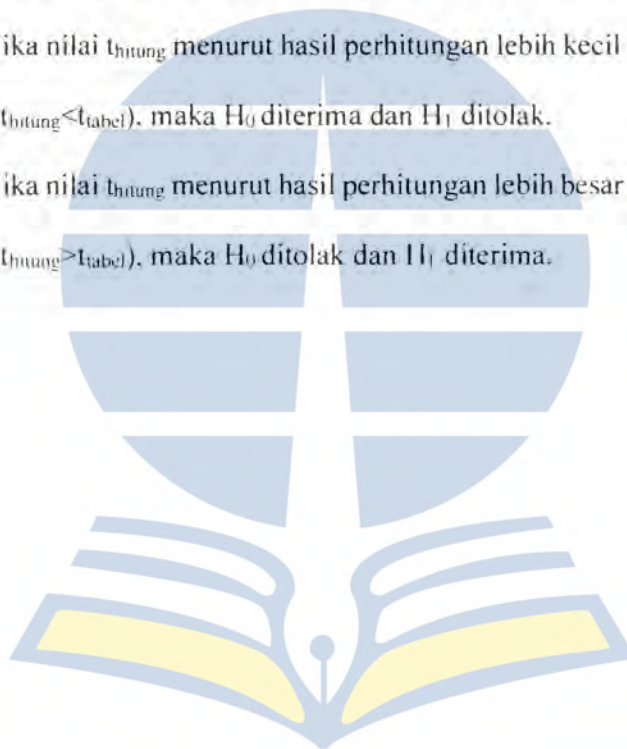 ika nilai thitung menurut hasil perhitungan lebih kecil
thitung<ttabel), maka H0 diterima dan H1 ditolak.
ika nilai thitung menurut hasil perhitungan lebih besar
thitung>ttabel), maka H0 ditolak dan H1 diterima.